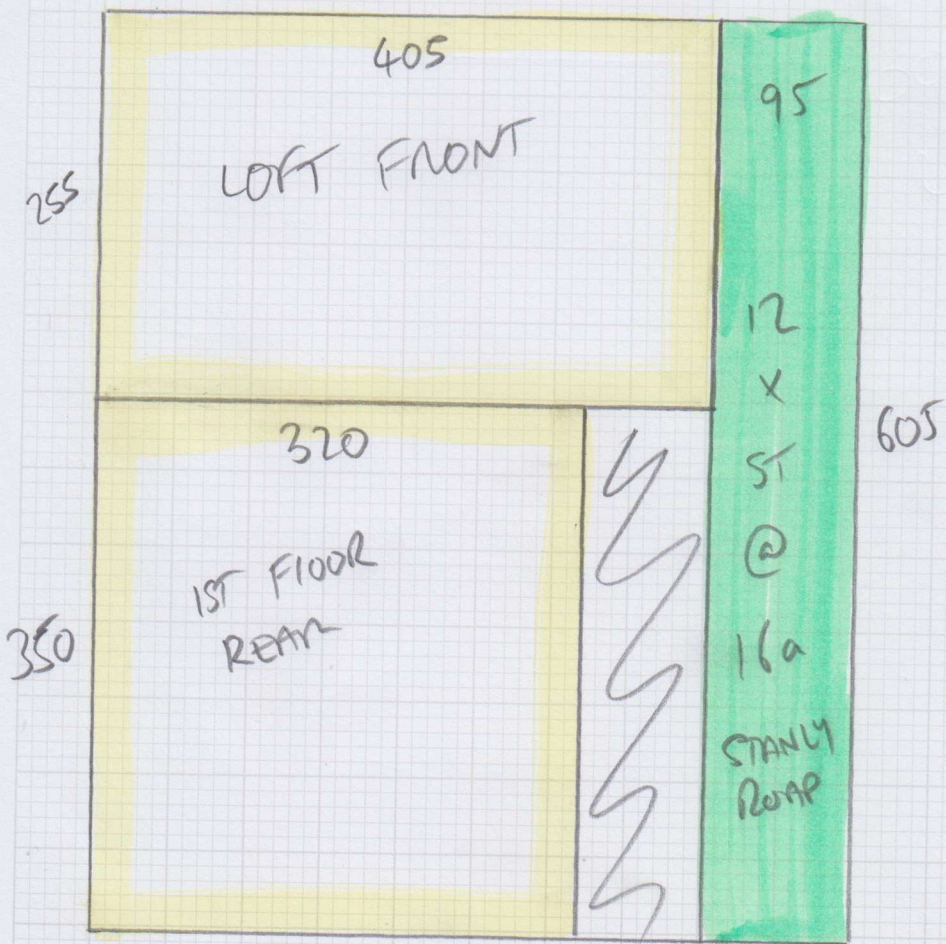 405
LOFT FRONT
255
95
12
X
ST
@
16a
STANLY
ROAD
605
320
1ST FLOOR
REAR
350